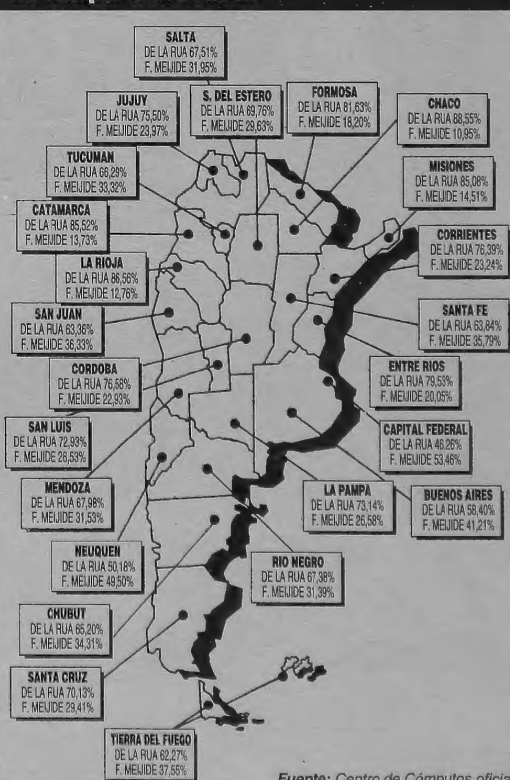 SALTA
DE LA RUA 67,51%
F. MEIJIDE 31,95%
JUJUY
DE LA RUA 75,50%
F. MEIJIDE 23,97%
S. DEL ESTERO
DE LA RUA 69,76%
F. MEIJIDE 29,63%
FORMOSA
DE LA RUA 81,63%
F. MEIJIDE 18,20%
CHACO
DE LA RUA 88,55%
F. MEIJIDE 10,95%
TUCUMAN
DE LA RUA 66,29%
F. MEIJIDE 33,32%
MISIONES
DE LA RUA 85,08%
F. MEIJIDE 14,51%
CATAMARCA
DE LA RUA 85,52%
F. MEIJIDE 13,73%
CORRIENTES
DE LA RUA 76,39%
F. MEIJIDE 23,24%
LA RIOJA
DE LA RUA 86,56%
F. MEIJIDE 12,76%
SAN JUAN
DE LA RUA 63,36%
F. MEIJIDE 36,33%
SANTA FE
DE LA RUA 63,84%
F. MEIJIDE 35,79%
CORDOBA
DE LA RUA 76,58%
F. MEIJIDE 22,93%
ENTRE RIOS
DE LA RUA 79,53%
F. MEIJIDE 20,05%
SAN LUIS
DE LA RUA 72,93%
F. MEIJIDE 26,53%
CAPITAL FEDERAL
DE LA RUA 46,26%
F. MEIJIDE 53,46%
MENDOZA
DE LA RUA 67,98%
F. MEIJIDE 31,53%
LA PAMPA
DE LA RUA 73,14%
F. MEIJIDE 26,58%
BUENOS AIRES
DE LA RUA 58,40%
F. MEIJIDE 41,21%
NEUQUEN
DE LA RUA 50,18%
F. MEIJIDE 49,50%
RIO NEGRO
DE LA RUA 67,38%
F. MEIJIDE 31,39%
CHUBUT
DE LA RUA 65,20%
F. MEIJIDE 34,31%
SANTA CRUZ
DE LA RUA 70,13%
F. MEIJIDE 29,41%
TIERRA DEL FUEGO
DE LA RUA 62,27%
F. MEIJIDE 37,55%
Fuente: Centro de Cómputos oficial